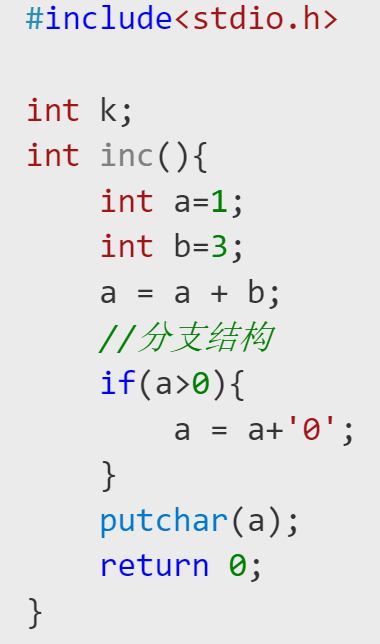 #include<stdio.h>
int k;
int inc(){
int a=1;
int b=3;
a = a + b;
//分支结构
if(a>0){
a = a+'0';
}
putchar(a);
return 0;
}